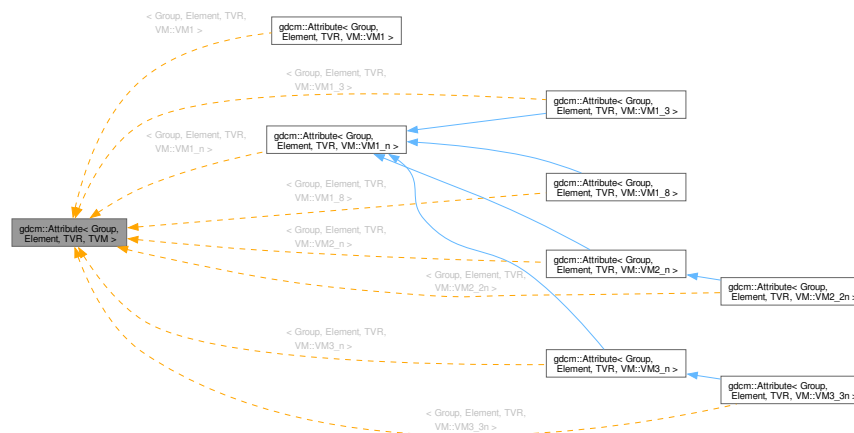 < Group, Element, TVR,
VM::VM1 >
gdcm::Attribute< Group,
Element, TVR, VM::VM1 >
< Group, Element, TVR,
VM::VM1_3 >
gdcm::Attribute< Group,
Element, TVR, VM::VM1_3 >
< Group, Element, TVR,
VM::VM1_n >
gdcm::Attribute< Group,
Element, TVR, VM::VM1_n >
< Group, Element, TVR,
VM::VM1_8 >
gdcm::Attribute< Group,
Element, TVR, VM::VM1_8 >
gdcm::Attribute< Group,
Element, TVR, TVM >
< Group, Element, TVR,
VM::VM2_n >
gdcm::Attribute< Group,
Element, TVR, VM::VM2_n >
< Group, Element, TVR,
VM::VM2_2n >
gdcm::Attribute< Group,
Element, TVR, VM::VM2_2n >
< Group, Element, TVR,
VM::VM3_n >
gdcm::Attribute< Group,
Element, TVR, VM::VM3_n >
gdcm::Attribute< Group,
Element, TVR, VM::VM3_3n >
< Group, Element, TVR,
VM::VM3_3n >